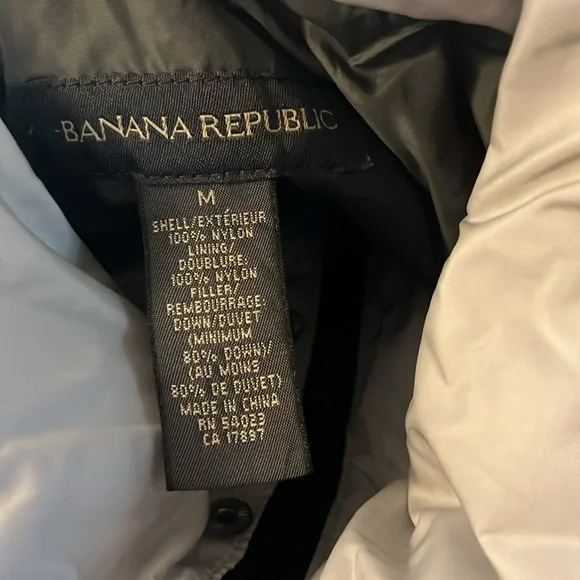 BANANA REPUBLIC
M
SHELL/EXTÉRIEUR
100% NYLON
LINING/
DOUBLURE:
100% NYLON
FILLER/
REMBOURRAGE:
DOWN/DUVET
(MINIMUM
80% DOWN)/
(AU MOINS
80% DE DUVET)
MADE IN CHINA
RN 54023
CA 17897